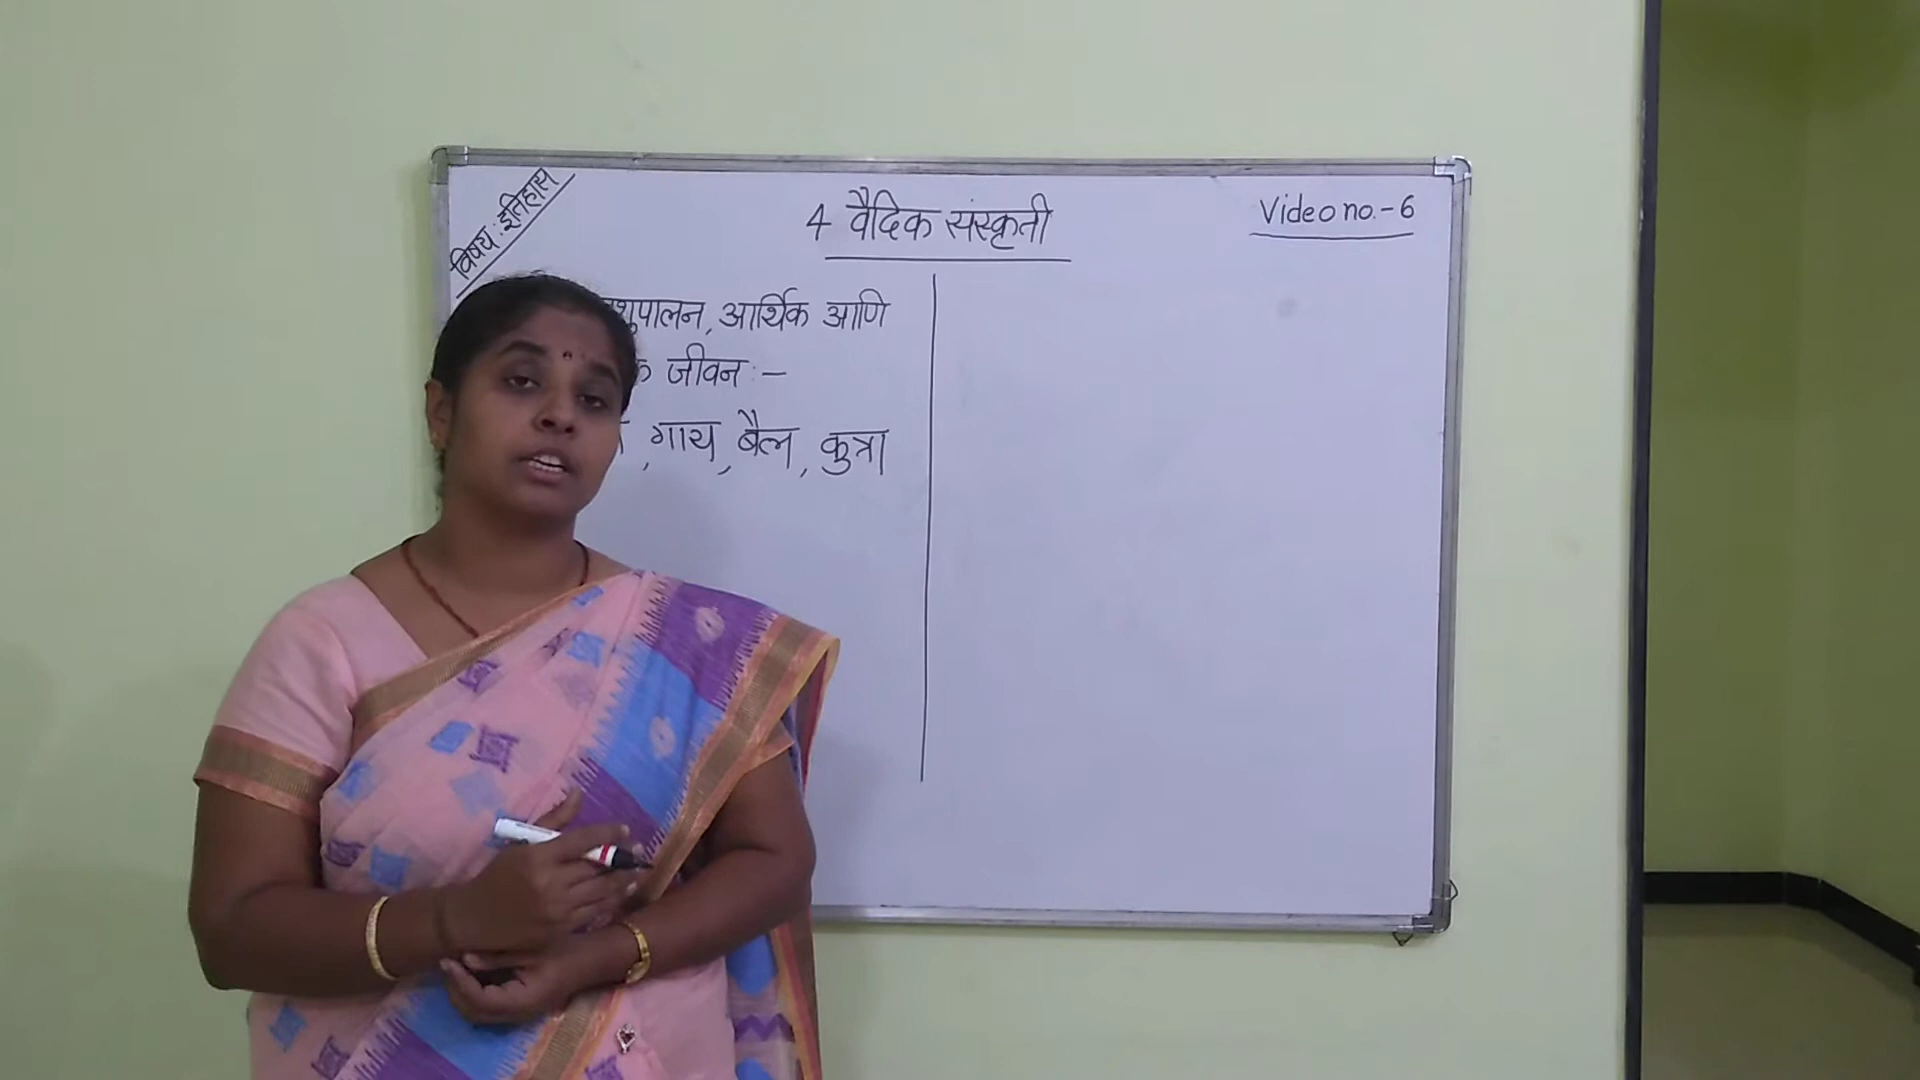 विषय : इतिहास
4 वैदिक संस्कृती
Video no. - 6
पशुपालन, आर्थिक आणि
जीवन :-
, गाय, बैल, कुत्रा